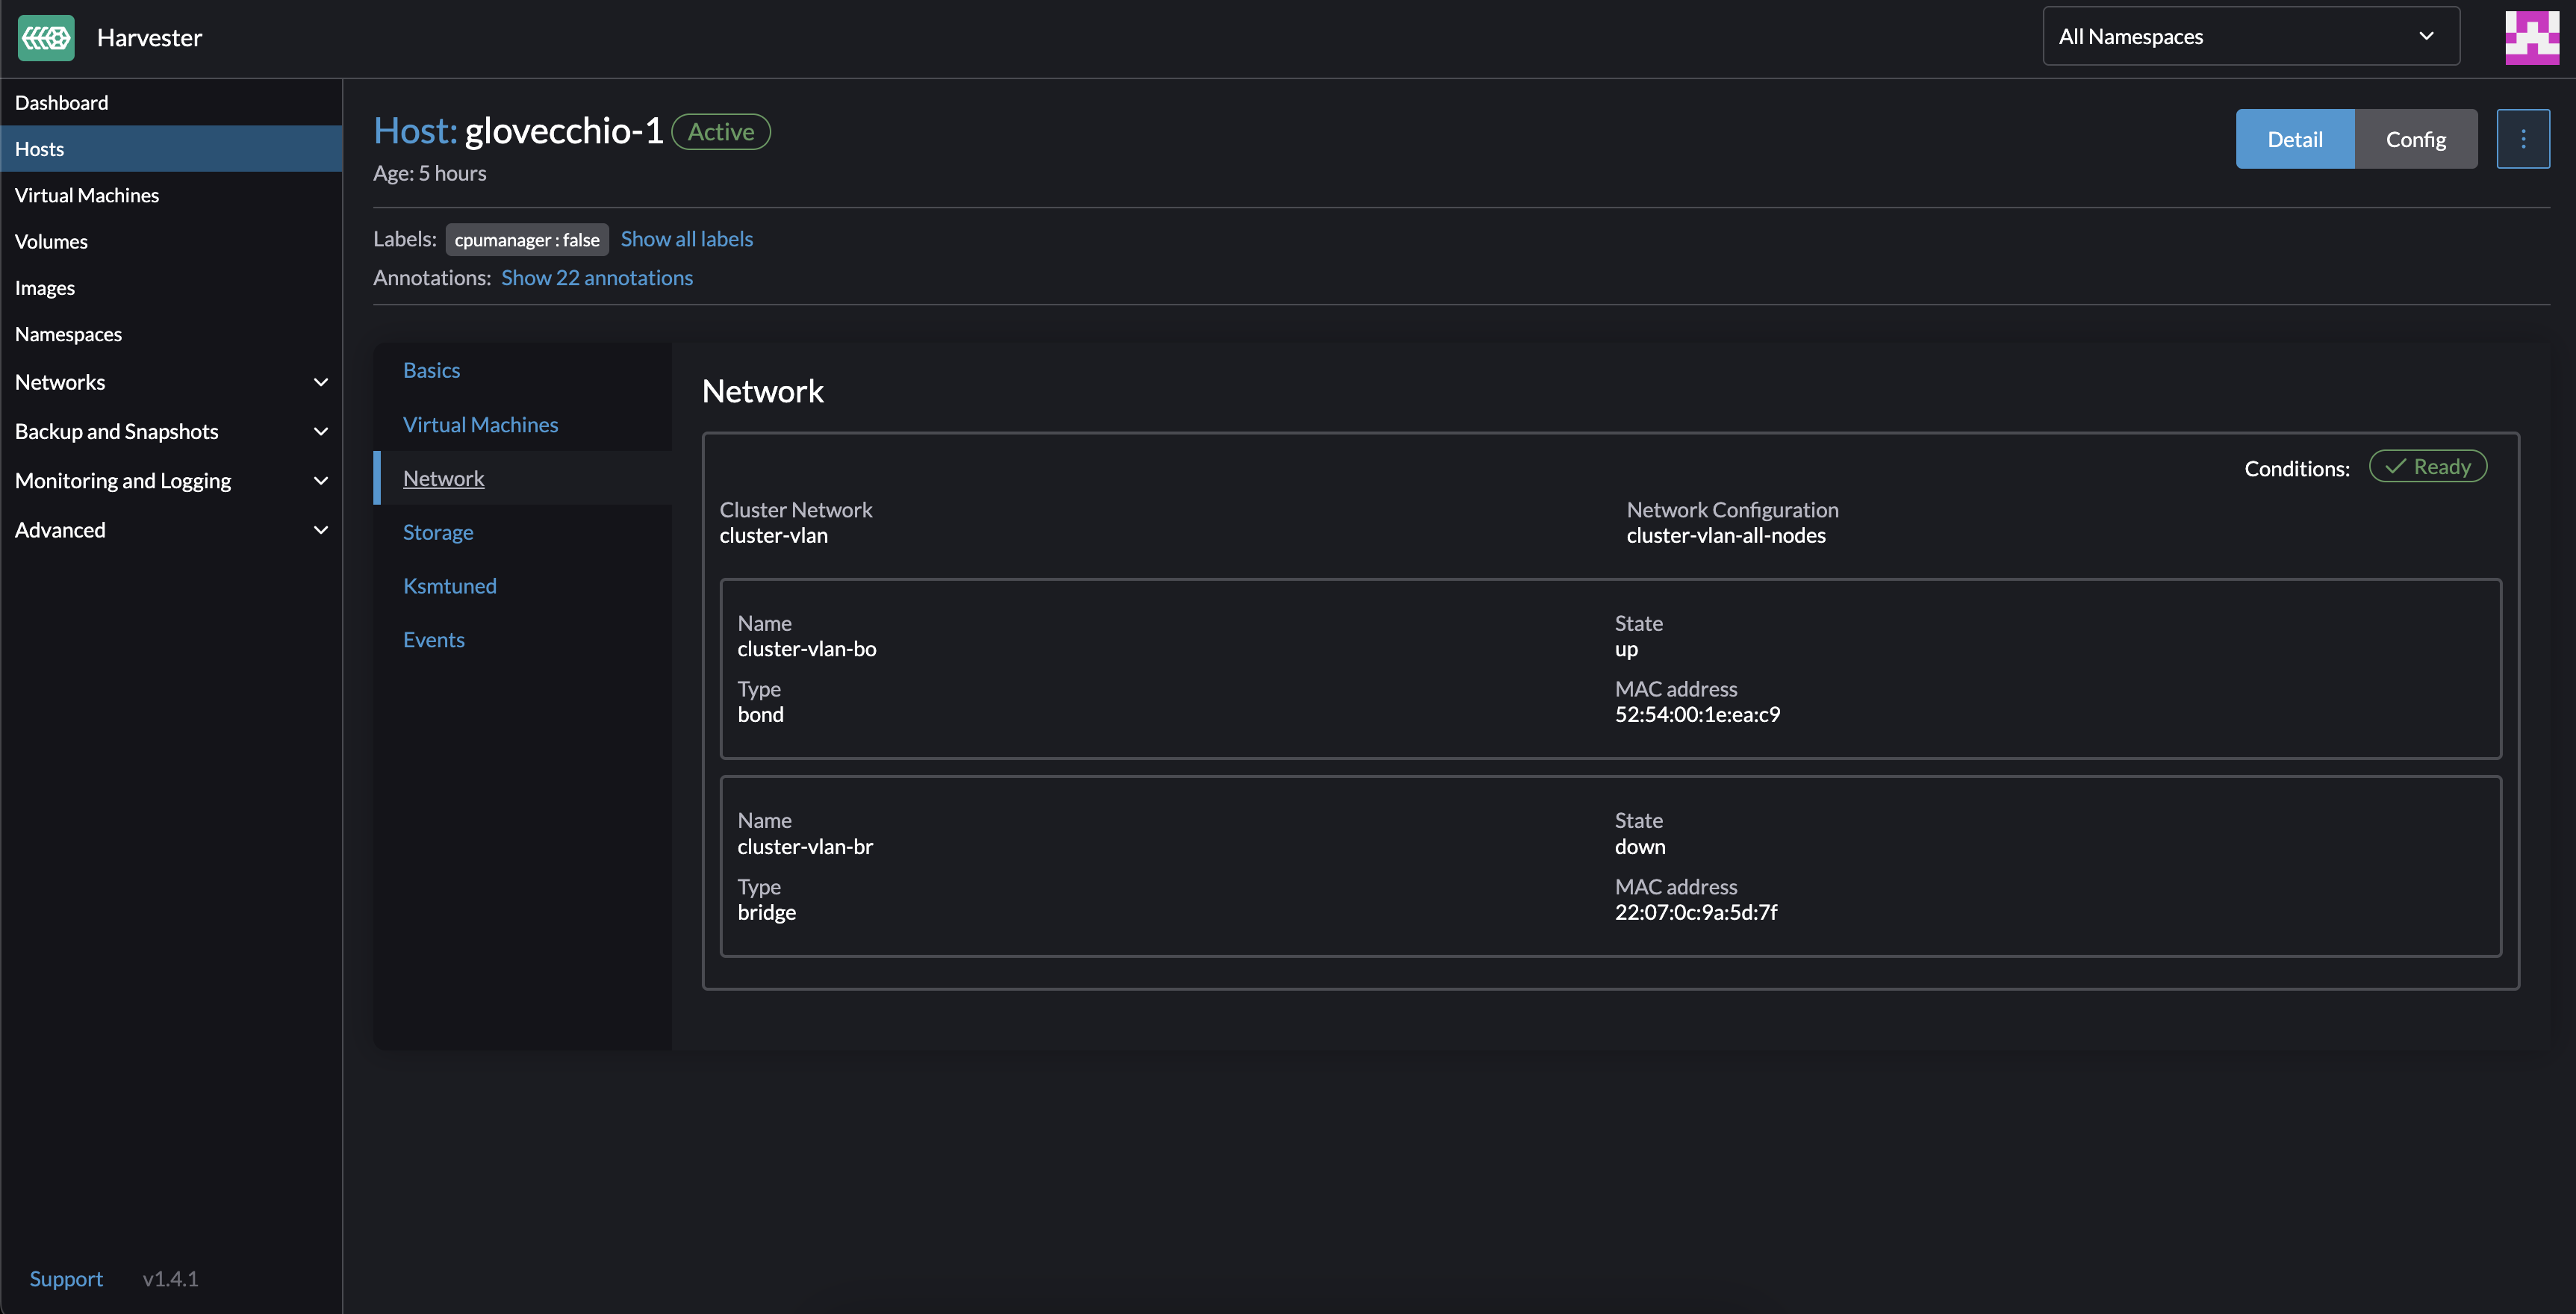 Harvester
All Namespaces
Dashboard
Hosts
Virtual Machines
Volumes
Images
Namespaces
Networks
Backup and Snapshots
Monitoring and Logging
Advanced
Support v1.4.1
Host: glovecchio-1 Active
Age: 5 hours
Detail Config
Labels: cpumanager : false Show all labels
Annotations: Show 22 annotations
Basics
Virtual Machines
Network
Storage
Ksmtuned
Events
Network
Conditions: Ready
Cluster Network Network Configuration
cluster-vlan cluster-vlan-all-nodes
Name State
cluster-vlan-bo up
Type MAC address
bond 52:54:00:1e:ea:c9
Name State
cluster-vlan-br down
Type MAC address
bridge 22:07:0c:9a:5d:7f